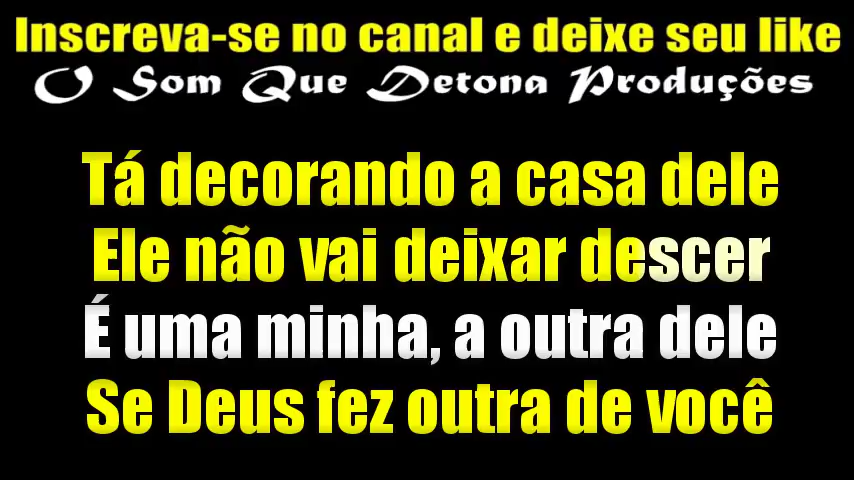 Inscreva-se no canal e deixe seu like
O Som Que Detona Produções
Tá decorando a casa dele
Ele não vai deixar descer
É uma minha, a outra dele
Se Deus fez outra de você